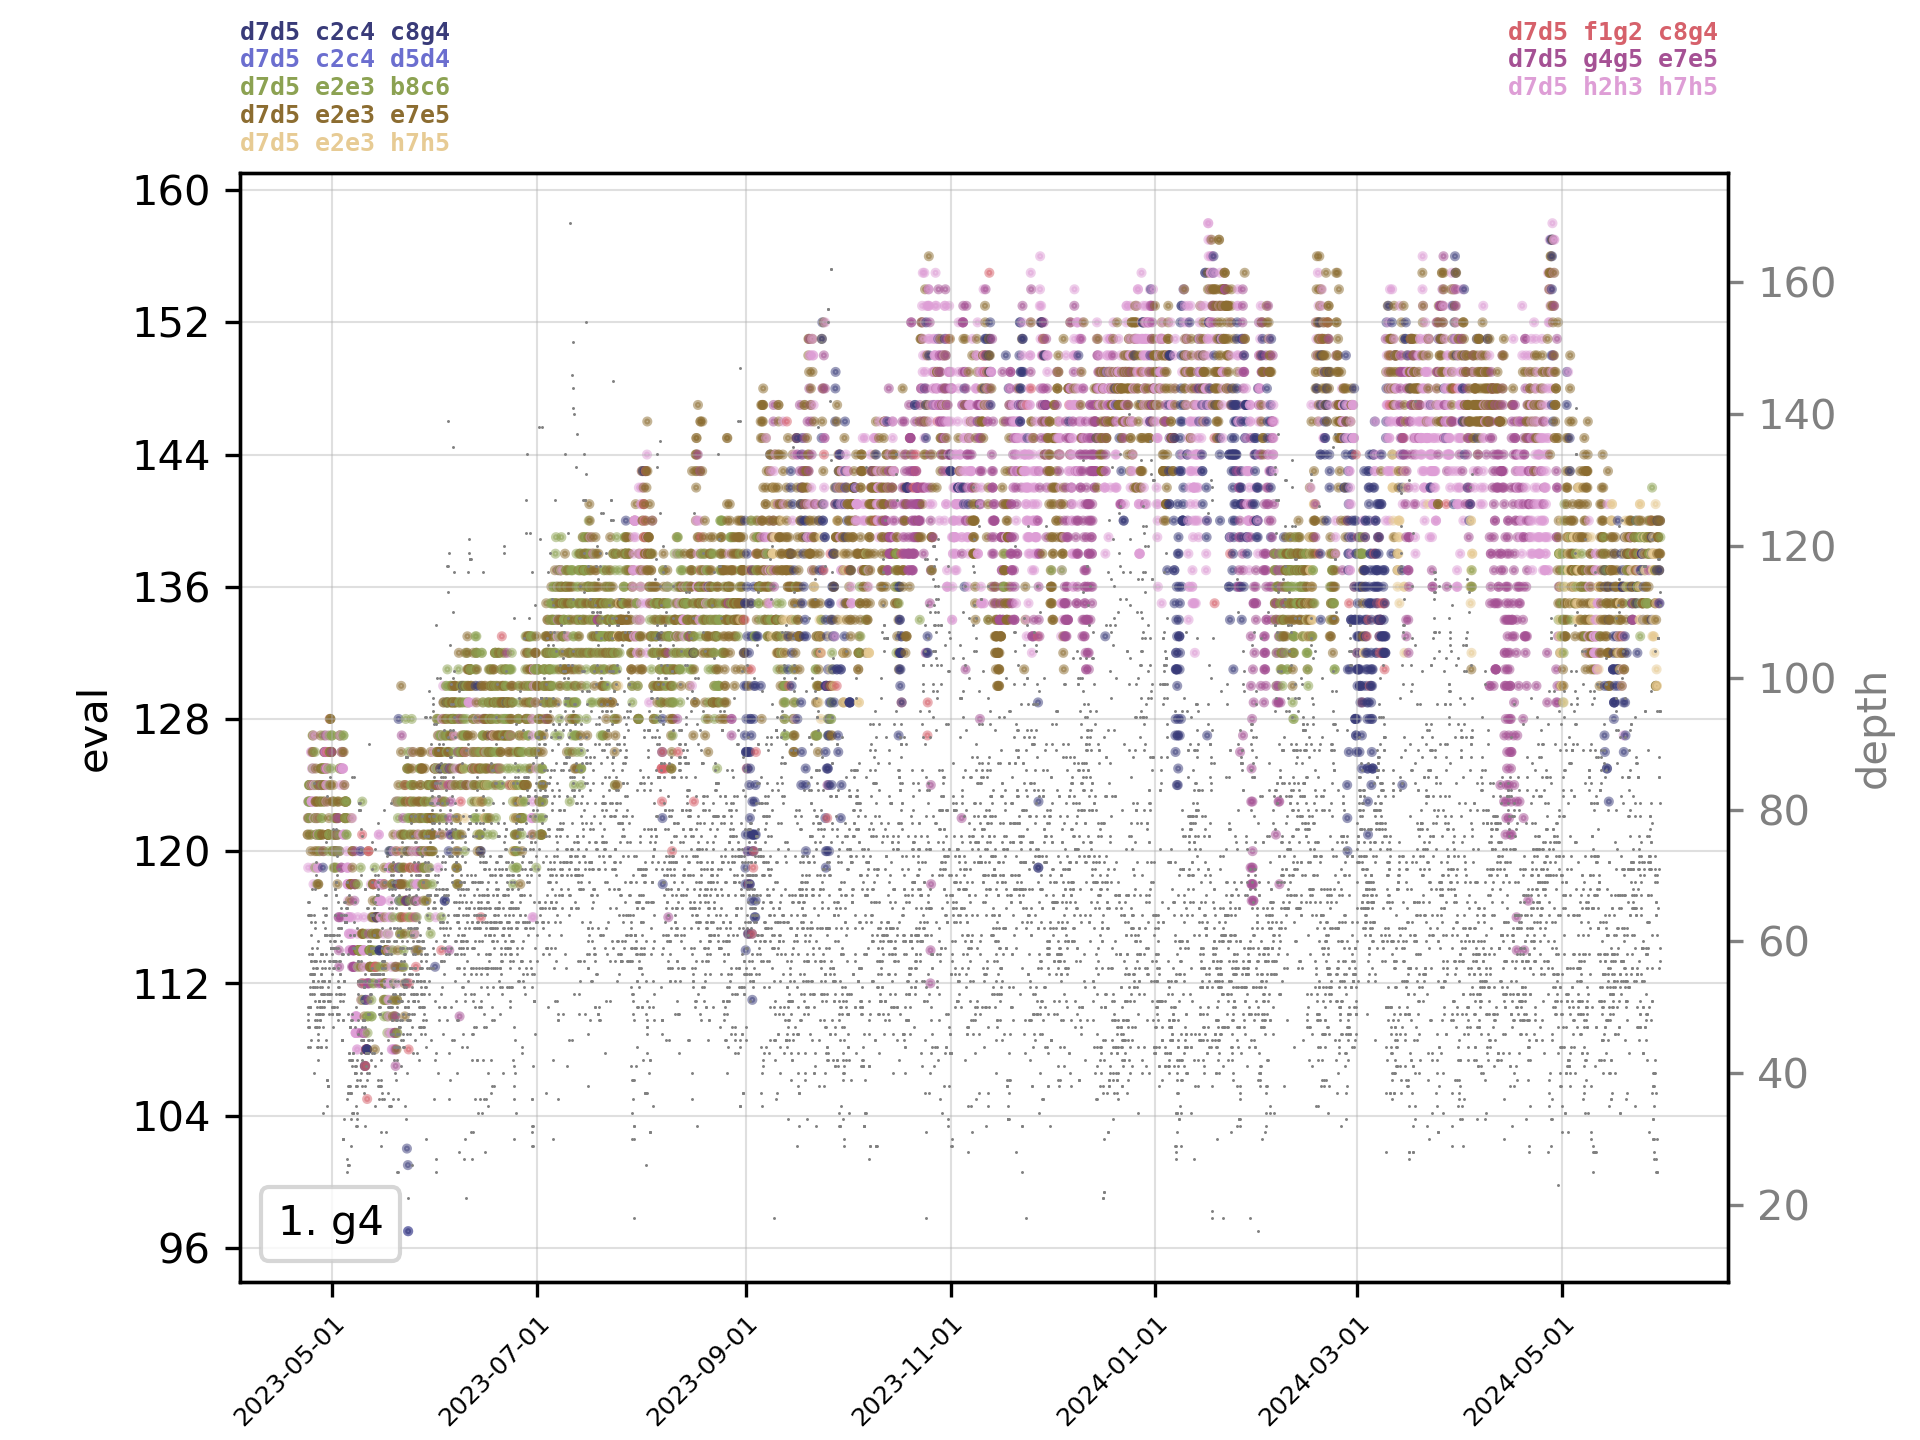 d7d5 c2c4 c8g4
d7d5 c2c4 d5d4
d7d5 e2e3 b8c6
d7d5 e2e3 e7e5
d7d5 e2e3 h7h5
d7d5 f1g2 c8g4
d7d5 g4g5 e7e5
d7d5 h2h3 h7h5
160
152
144
136
128
120
112
104
96
eval
160
140
120
100
80
60
40
20
depth
1. g4
2023-05-01
2023-07-01
2023-09-01
2023-11-01
2024-01-01
2024-03-01
2024-05-01